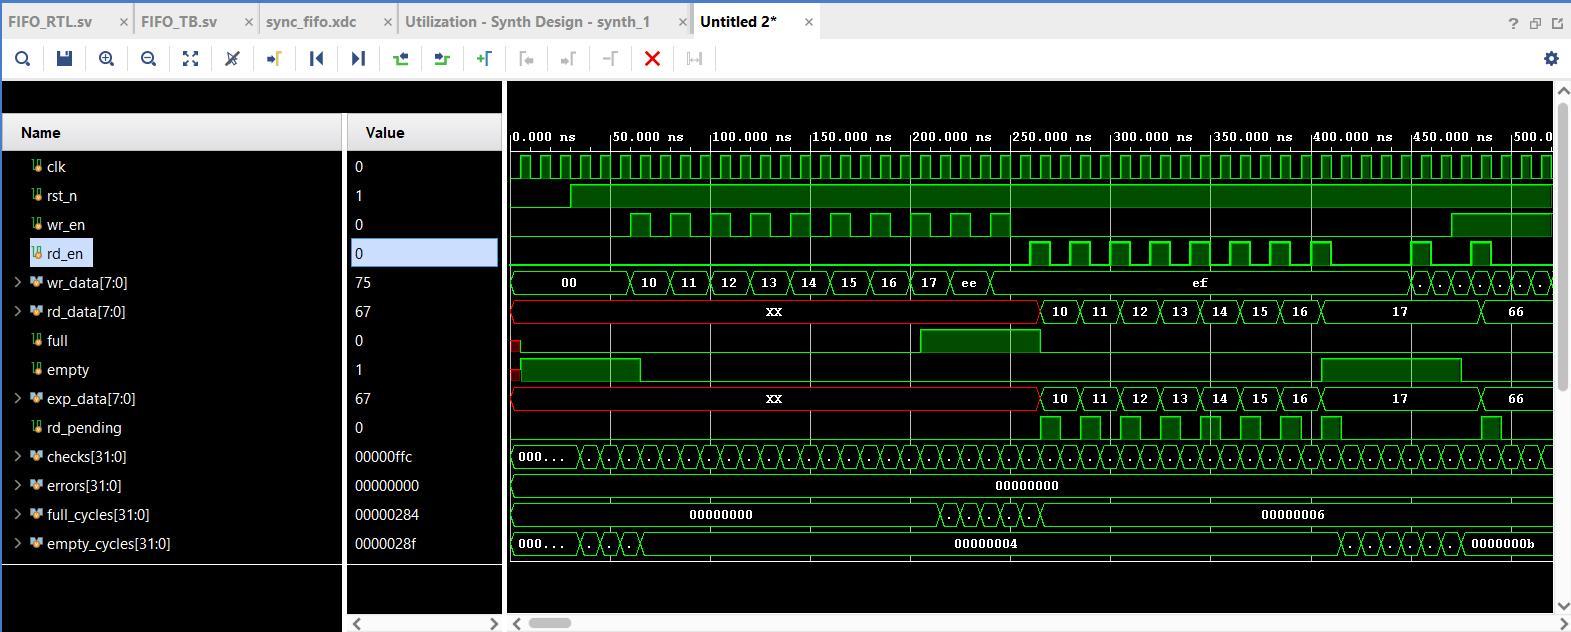 FIFO_RTL.sv × FIFO_TB.sv × sync_fifo.xdc × Utilization - Synth Design - synth_1 × Untitled 2* ×
?
Name Value
0.000 ns 50.000 ns 100.000 ns 150.000 ns 200.000 ns 250.000 ns 300.000 ns 350.000 ns 400.000 ns 450.000 ns 500.0
clk 0
rst_n 1
wr_en 0
rd_en 0
wr_data[7:0] 75 00 10 11 12 13 14 15 16 17 ee ef . . . . . . .
rd_data[7:0] 67 XX 10 11 12 13 14 15 16 17 66
full 0
empty 1
exp_data[7:0] 67 XX 10 11 12 13 14 15 16 17 66
rd_pending 0
checks[31:0] 00000ffc 000...
errors[31:0] 00000000 00000000
full_cycles[31:0] 00000284 00000000 . . . . . 00000006
empty_cycles[31:0] 0000028f 000... . . . 00000004 . . . . . . 0000000b